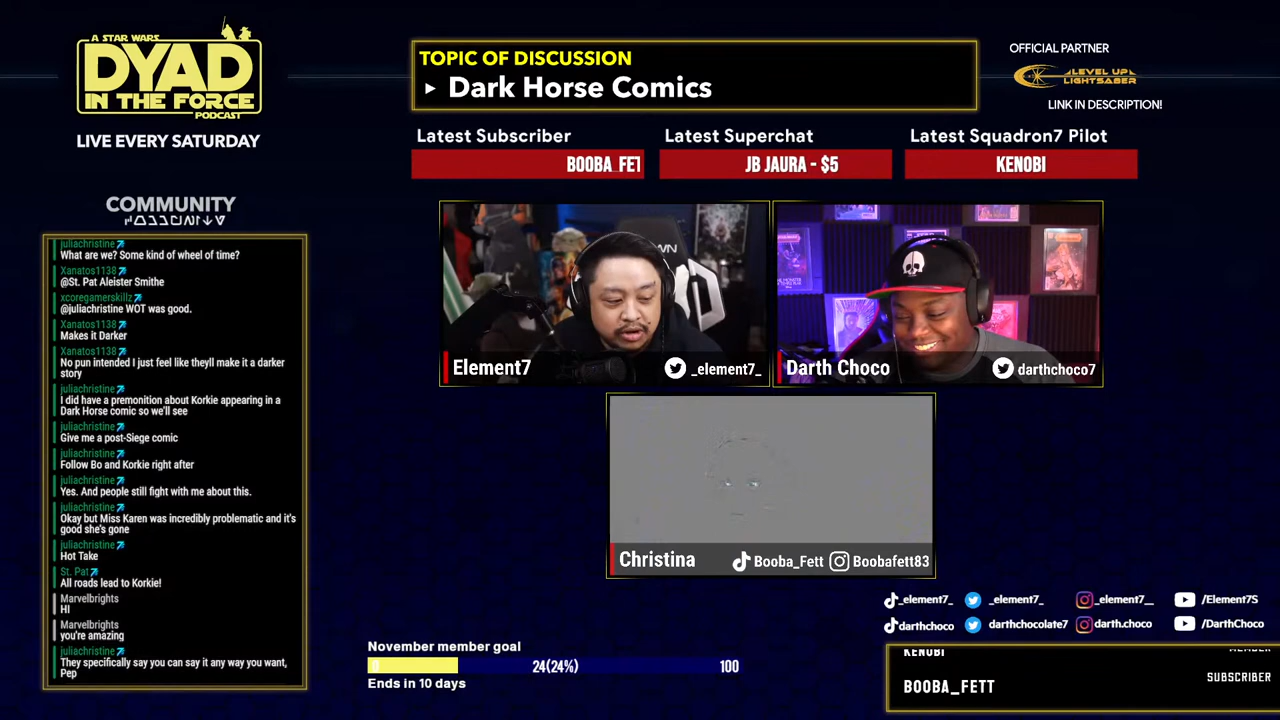 A STAR WARS
DYAD
IN THE FORCE
PODCAST
LIVE EVERY SATURDAY
TOPIC OF DISCUSSION
▸ Dark Horse Comics
OFFICIAL PARTNER
LEVEL UP
LIGHTSABER
LINK IN DESCRIPTION!
Latest Subscriber
BOOBA_FET
Latest Superchat
JB JAURA - $5
Latest Squadron7 Pilot
KENOBI
COMMUNITY
juliachristine
What are we? Some kind of wheel of time?
Xanatos1138
@St. Pat Aleister Smithe
xcoregamerskillz
@juliachristine WOT was good.
Xanatos1138
Makes it Darker
Xanatos1138
No pun intended I just feel like theyll make it a darker
story
juliachristine
I did have a premonition about Korkie appearing in a
Dark Horse comic so we'll see
juliachristine
Give me a post-Siege comic
juliachristine
Follow Bo and Korkie right after
juliachristine
Yes. And people still fight with me about this.
juliachristine
Okay but Miss Karen was incredibly problematic and it's
good she's gone
juliachristine
Hot Take
St. Pat
All roads lead to Korkie!
Marvelbrights
HI
Marvelbrights
you're amazing
juliachristine
They specifically say you can say it any way you want,
Pep
Element7
_element7_
Darth Choco
darthchoco7
Christina
Booba_Fett
Boobafett83
November member goal
0 24(24%) 100
Ends in 10 days
_element7_ _element7_ _element7__ /Element7S
darthchoco darthchocolate7 darth.choco /DarthChoco
KENOBI MEMBER
BOOBA_FETT SUBSCRIBER